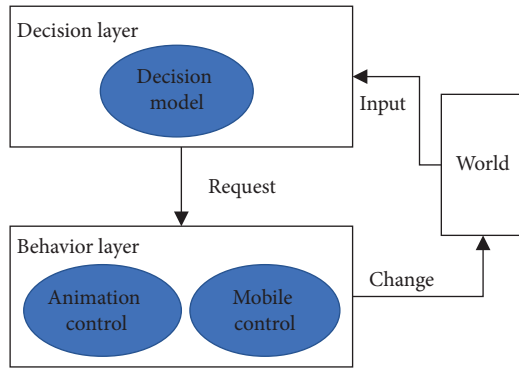 Decision layer
Decision
model
Input
World
Request
Behavior layer
Animation
control
Mobile
control
Change